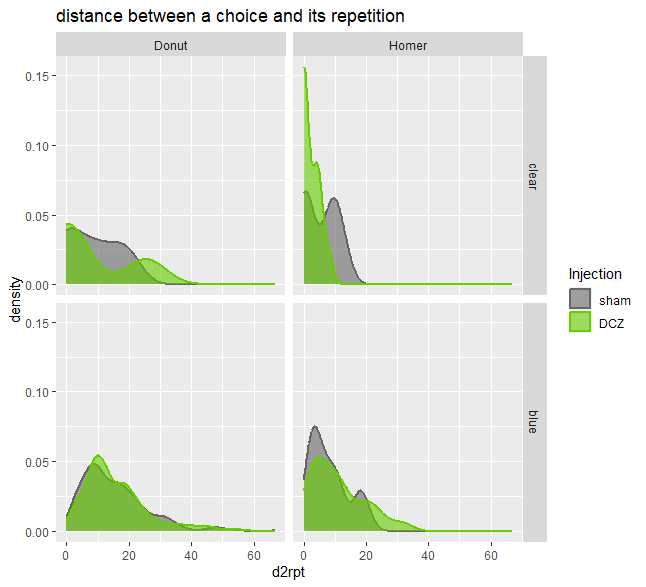 distance between a choice and its repetition
Donut
Homer
0.15
0.10
0.05
0.00
clear
density
0.15
0.10
0.05
0.00
blue
0
20
40
60
0
20
40
60
d2rpt
Injection
sham
DCZ